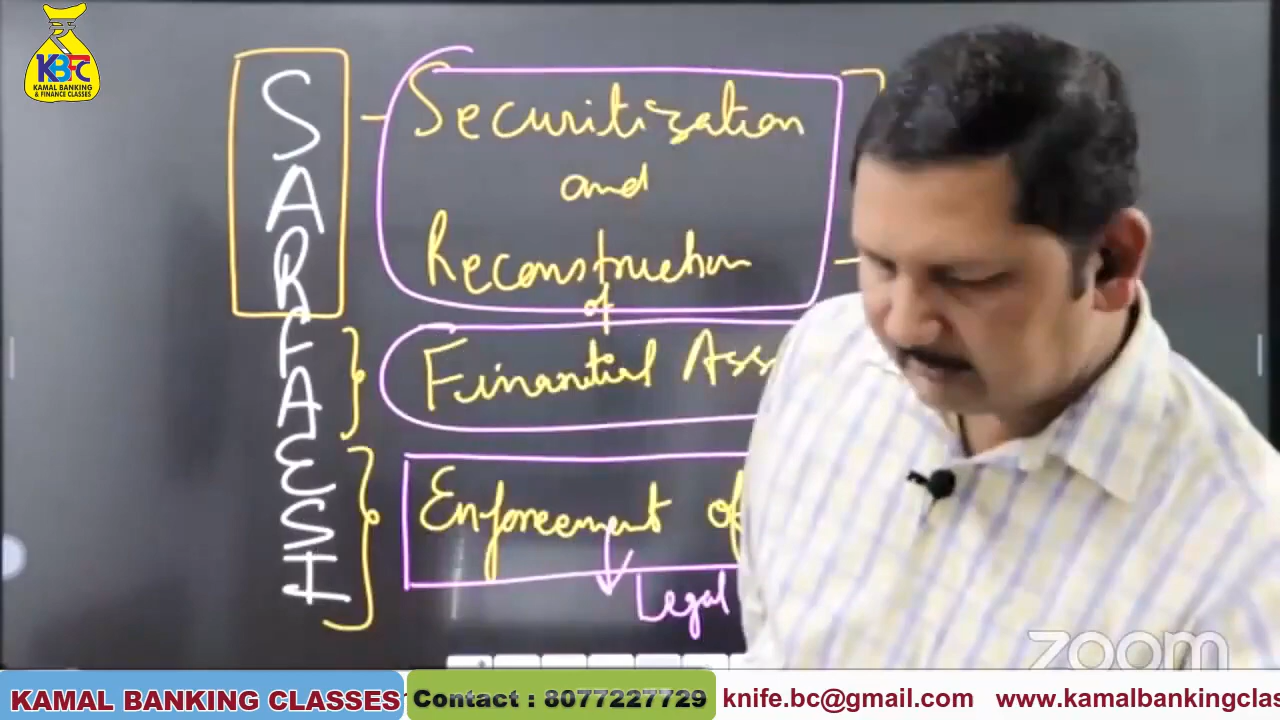 KBFC
KAMAL BANKING
& FINANCE CLASSES
SARFAESI
Securitization
and
Reconstruction
of
Financial Ass
Enforcement of
Legal
zoom
KAMAL BANKING CLASSES
Contact : 8077227729
knife.bc@gmail.com
www.kamalbankingclas